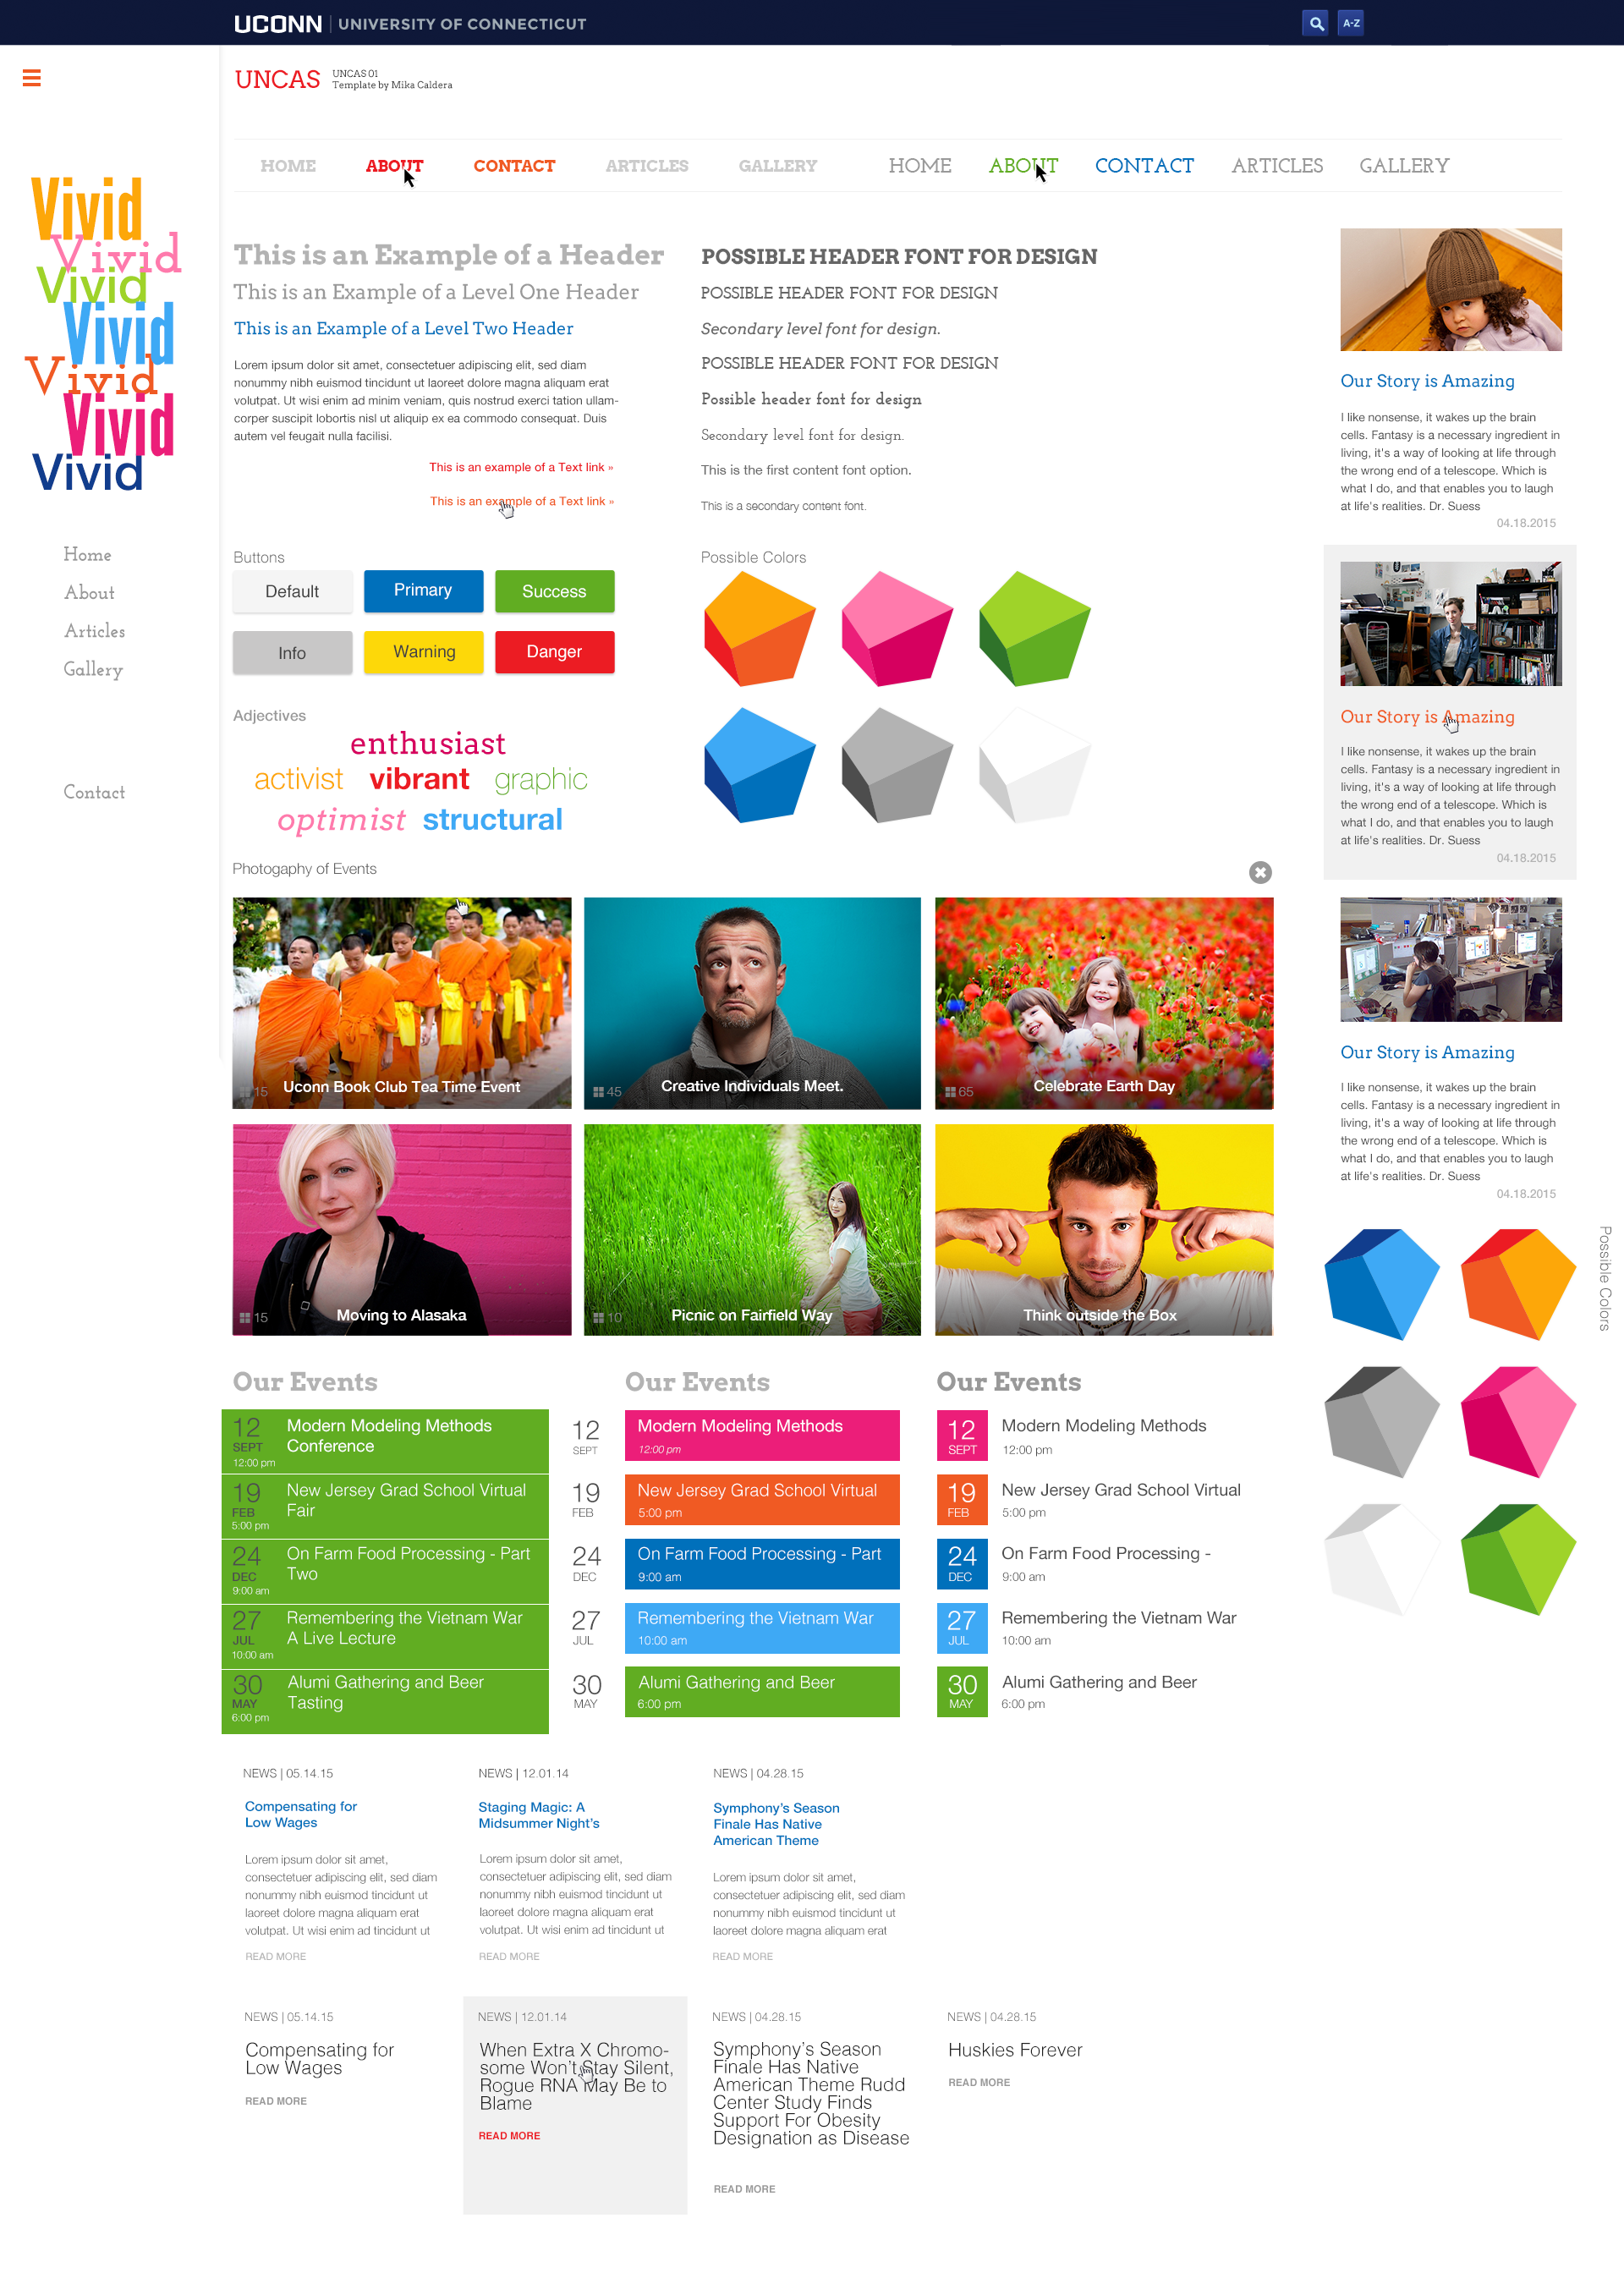 UCONN | UNIVERSITY OF CONNECTICUT
A-Z
UNCAS
UNCAS 01
Template by Mika Caldera
HOME ABOUT CONTACT ARTICLES GALLERY
HOME ABOUT CONTACT ARTICLES GALLERY
Vivid
Vivid
Vivid
Vivid
Vivid
Vivid
Vivid
Home
About
Articles
Gallery
Contact
This is an Example of a Header
This is an Example of a Level One Header
This is an Example of a Level Two Header
Lorem ipsum dolor sit amet, consectetuer adipiscing elit, sed diam
nonummy nibh euismod tincidunt ut laoreet dolore magna aliquam erat
volutpat. Ut wisi enim ad minim veniam, quis nostrud exerci tation ullam-
corper suscipit lobortis nisl ut aliquip ex ea commodo consequat. Duis
autem vel feugait nulla facilisi.
This is an example of a Text link »
This is an example of a Text link »
POSSIBLE HEADER FONT FOR DESIGN
POSSIBLE HEADER FONT FOR DESIGN
Secondary level font for design.
POSSIBLE HEADER FONT FOR DESIGN
Possible header font for design
Secondary level font for design.
This is the first content font option.
This is a secondary content font.
Buttons
Default Primary Success
Info Warning Danger
Possible Colors
Adjectives
enthusiast
activist vibrant graphic
optimist structural
Our Story is Amazing
I like nonsense, it wakes up the brain
cells. Fantasy is a necessary ingredient in
living, it's a way of looking at life through
the wrong end of a telescope. Which is
what I do, and that enables you to laugh
at life's realities. Dr. Suess
04.18.2015
Our Story is Amazing
I like nonsense, it wakes up the brain
cells. Fantasy is a necessary ingredient in
living, it's a way of looking at life through
the wrong end of a telescope. Which is
what I do, and that enables you to laugh
at life's realities. Dr. Suess
04.18.2015
Our Story is Amazing
I like nonsense, it wakes up the brain
cells. Fantasy is a necessary ingredient in
living, it's a way of looking at life through
the wrong end of a telescope. Which is
what I do, and that enables you to laugh
at life's realities. Dr. Suess
04.18.2015
Possible Colors
Photogaphy of Events
15 Uconn Book Club Tea Time Event
45 Creative Individuals Meet.
65 Celebrate Earth Day
15 Moving to Alasaka
10 Picnic on Fairfield Way
Think outside the Box
Our Events
12
SEPT
12:00 pm
Modern Modeling Methods
Conference
19
FEB
5:00 pm
New Jersey Grad School Virtual
Fair
24
DEC
9:00 am
On Farm Food Processing - Part
Two
27
JUL
10:00 am
Remembering the Vietnam War
A Live Lecture
30
MAY
6:00 pm
Alumi Gathering and Beer
Tasting
Our Events
12
SEPT
Modern Modeling Methods
12:00 pm
19
FEB
New Jersey Grad School Virtual
5:00 pm
24
DEC
On Farm Food Processing - Part
9:00 am
27
JUL
Remembering the Vietnam War
10:00 am
30
MAY
Alumi Gathering and Beer
6:00 pm
Our Events
12
SEPT
Modern Modeling Methods
12:00 pm
19
FEB
New Jersey Grad School Virtual
5:00 pm
24
DEC
On Farm Food Processing -
9:00 am
27
JUL
Remembering the Vietnam War
10:00 am
30
MAY
Alumi Gathering and Beer
6:00 pm
NEWS | 05.14.15
Compensating for
Low Wages
Lorem ipsum dolor sit amet,
consectetuer adipiscing elit, sed diam
nonummy nibh euismod tincidunt ut
laoreet dolore magna aliquam erat
volutpat. Ut wisi enim ad tincidunt ut
READ MORE
NEWS | 12.01.14
Staging Magic: A
Midsummer Night's
Lorem ipsum dolor sit amet,
consectetuer adipiscing elit, sed diam
nonummy nibh euismod tincidunt ut
laoreet dolore magna aliquam erat
volutpat. Ut wisi enim ad tincidunt ut
READ MORE
NEWS | 04.28.15
Symphony's Season
Finale Has Native
American Theme
Lorem ipsum dolor sit amet,
consectetuer adipiscing elit, sed diam
nonummy nibh euismod tincidunt ut
laoreet dolore magna aliquam erat
READ MORE
NEWS | 05.14.15
Compensating for
Low Wages
READ MORE
NEWS | 12.01.14
When Extra X Chromo-
some Won't Stay Silent,
Rogue RNA May Be to
Blame
READ MORE
NEWS | 04.28.15
Symphony's Season
Finale Has Native
American Theme Rudd
Center Study Finds
Support For Obesity
Designation as Disease
READ MORE
NEWS | 04.28.15
Huskies Forever
READ MORE